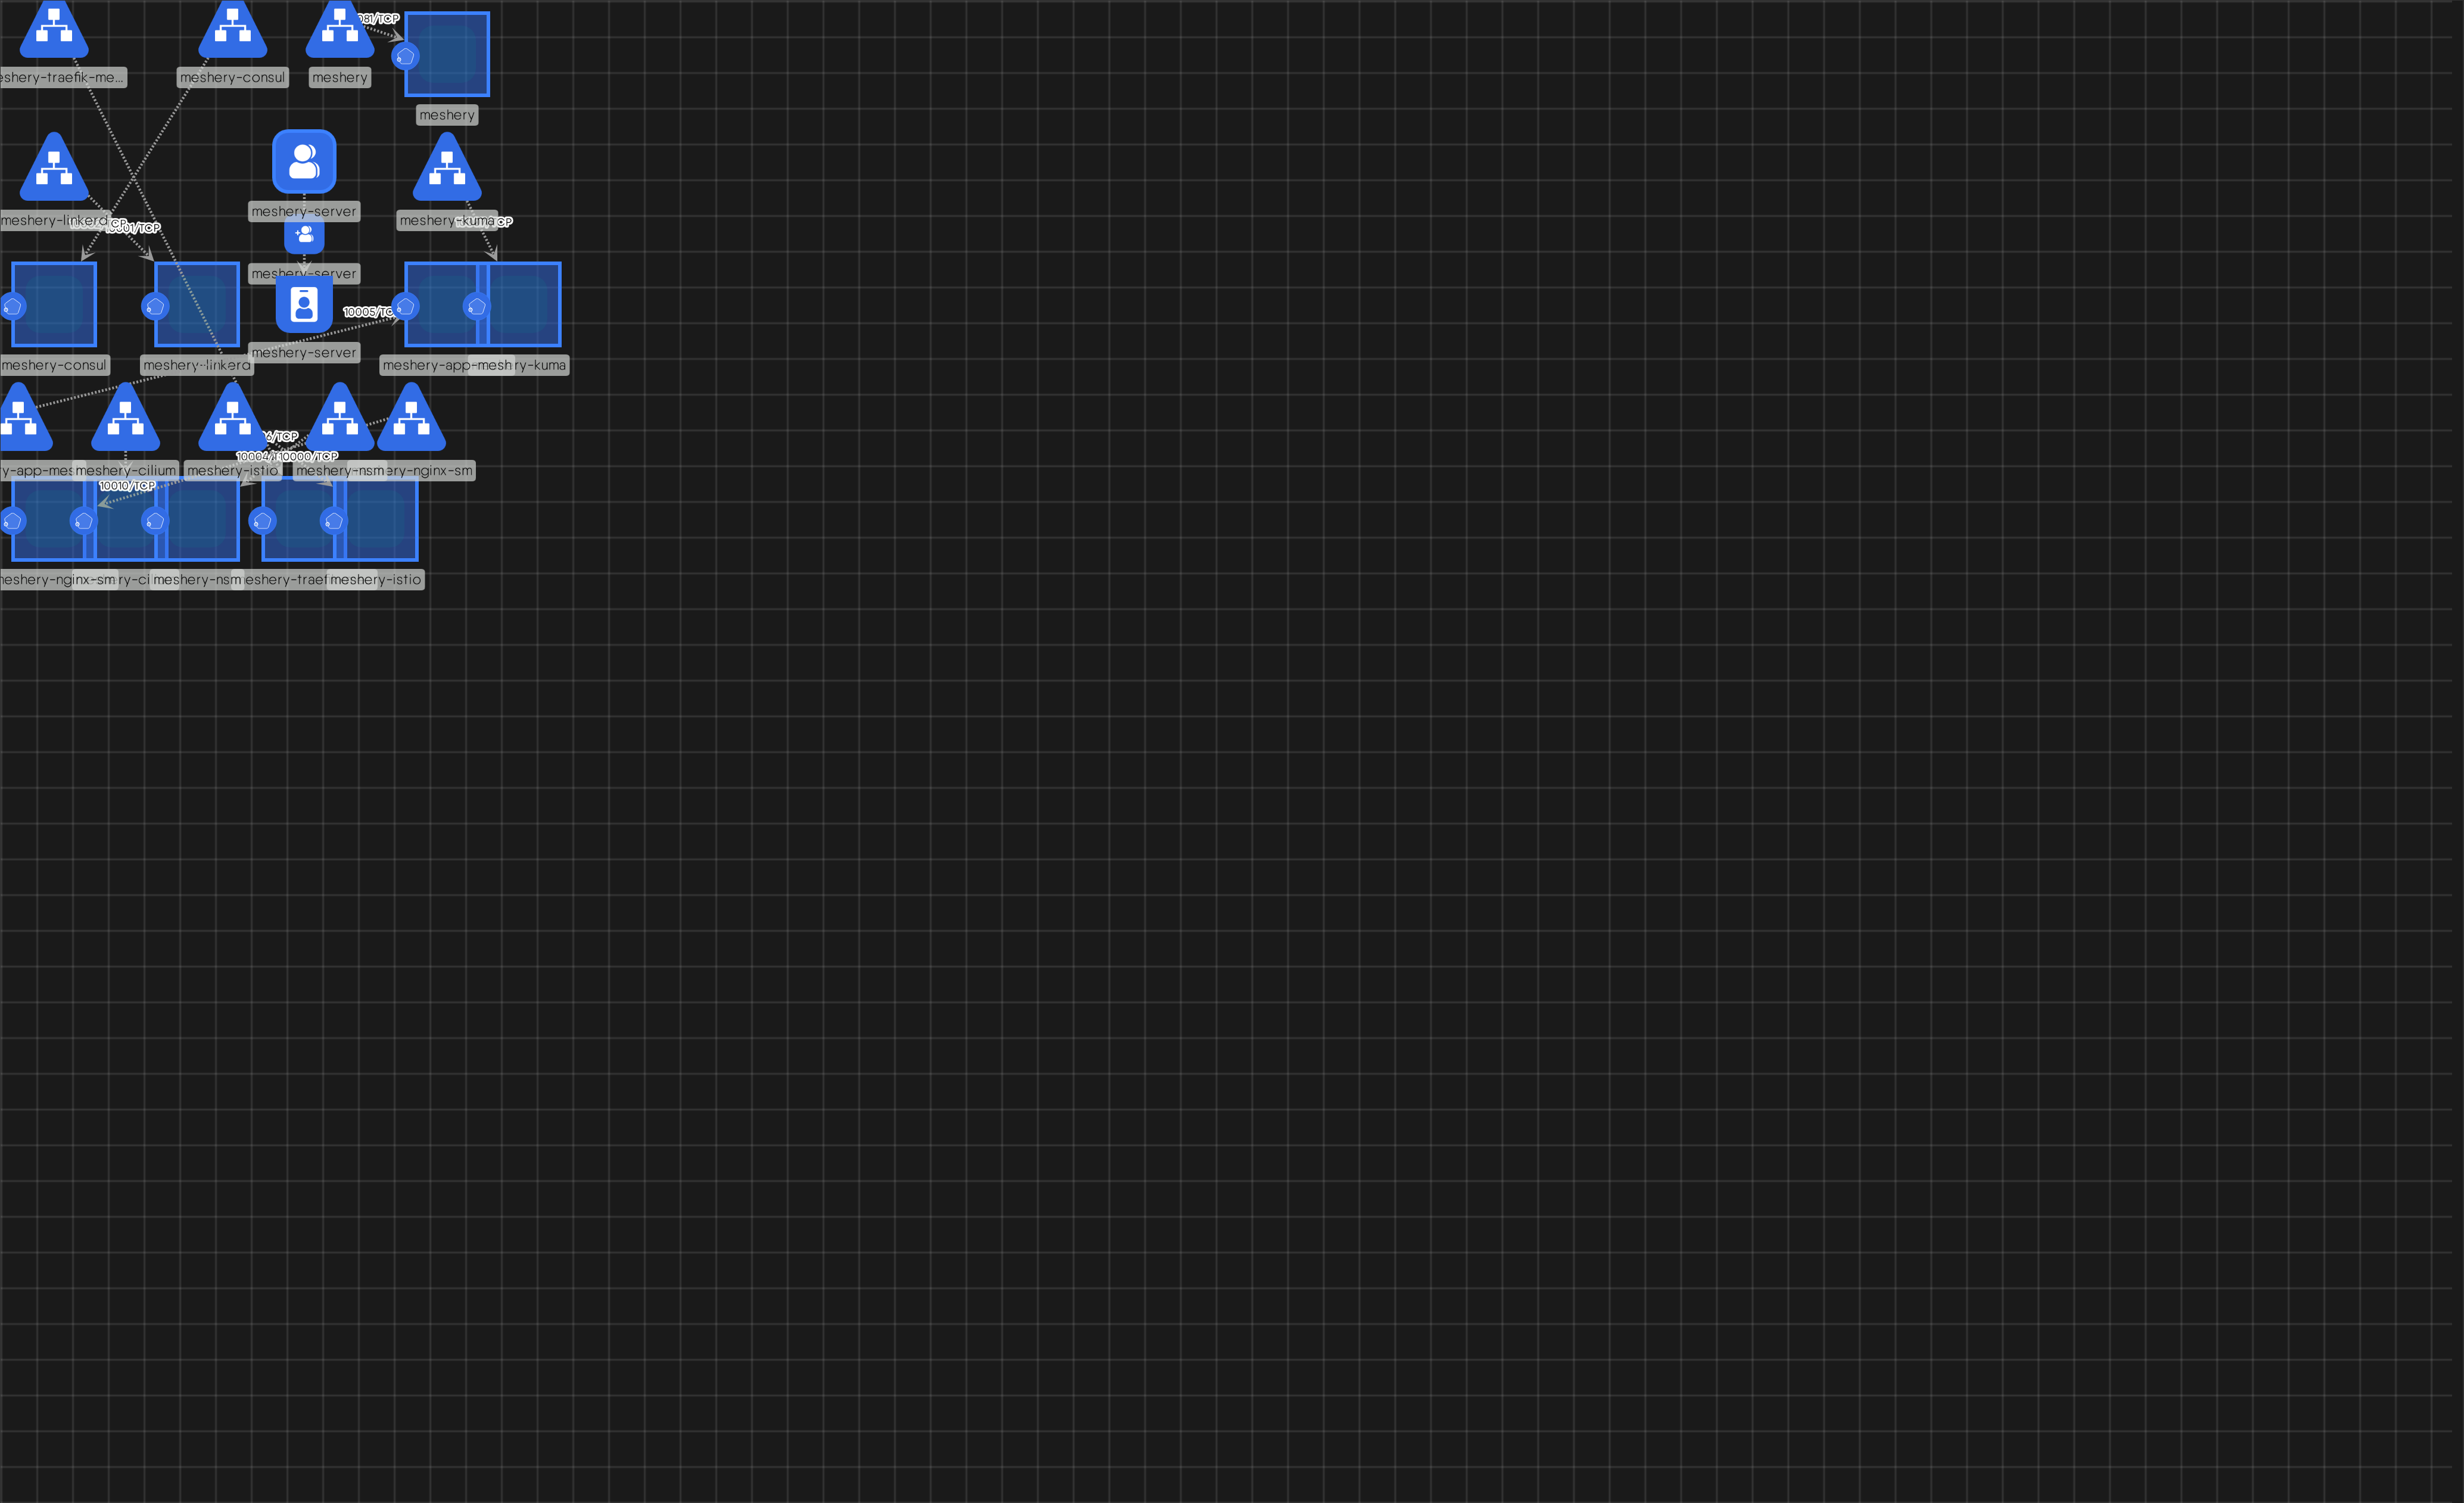 081/TCP
eshery-traefik-me...
meshery-consul
meshery
meshery
meshery-server
meshery-linkerd
10001/TCP
meshery-kuma
meshery-server
10005/TCP
meshery-server
meshery-consul
meshery-linkerd
meshery-app-
meshery-kuma
6/TCP
10004/
10000/TCP
y-app-mes
meshery-cilium
meshery-istio
meshery-nsm
ery-nginx-sm
10010/TCP
eshery-nginx-sm
ry-ci
meshery-nsm
eshery-traef
meshery-istio